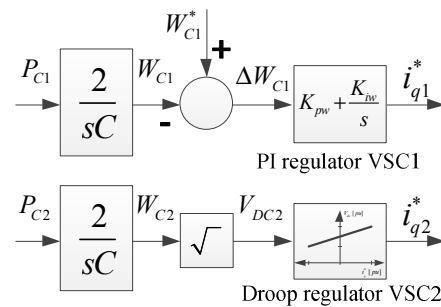 W*C1
+
PC1
2
sC
WC1
-
ΔWC1
Kpw + Kiw
s
i*q1
PI regulator VSC1
PC2
2
sC
WC2
√
VDC2
i*q2
Droop regulator VSC2